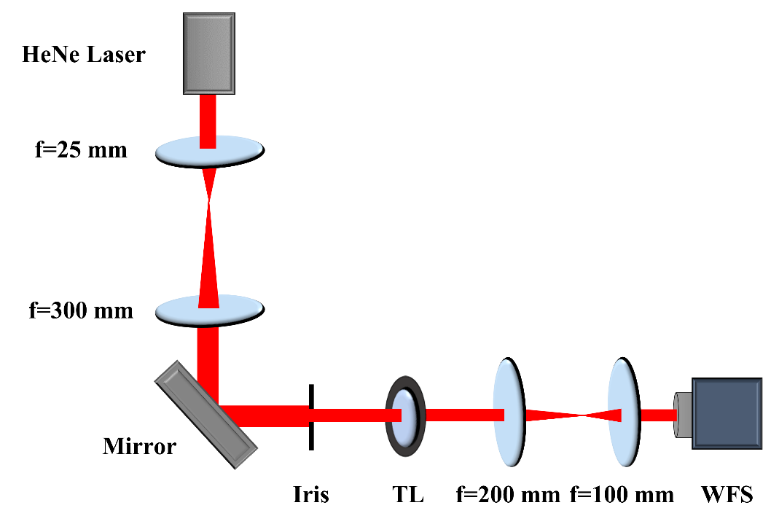 HeNe Laser
f=25 mm
f=300 mm
Mirror
Iris
TL
f=200 mm
f=100 mm
WFS